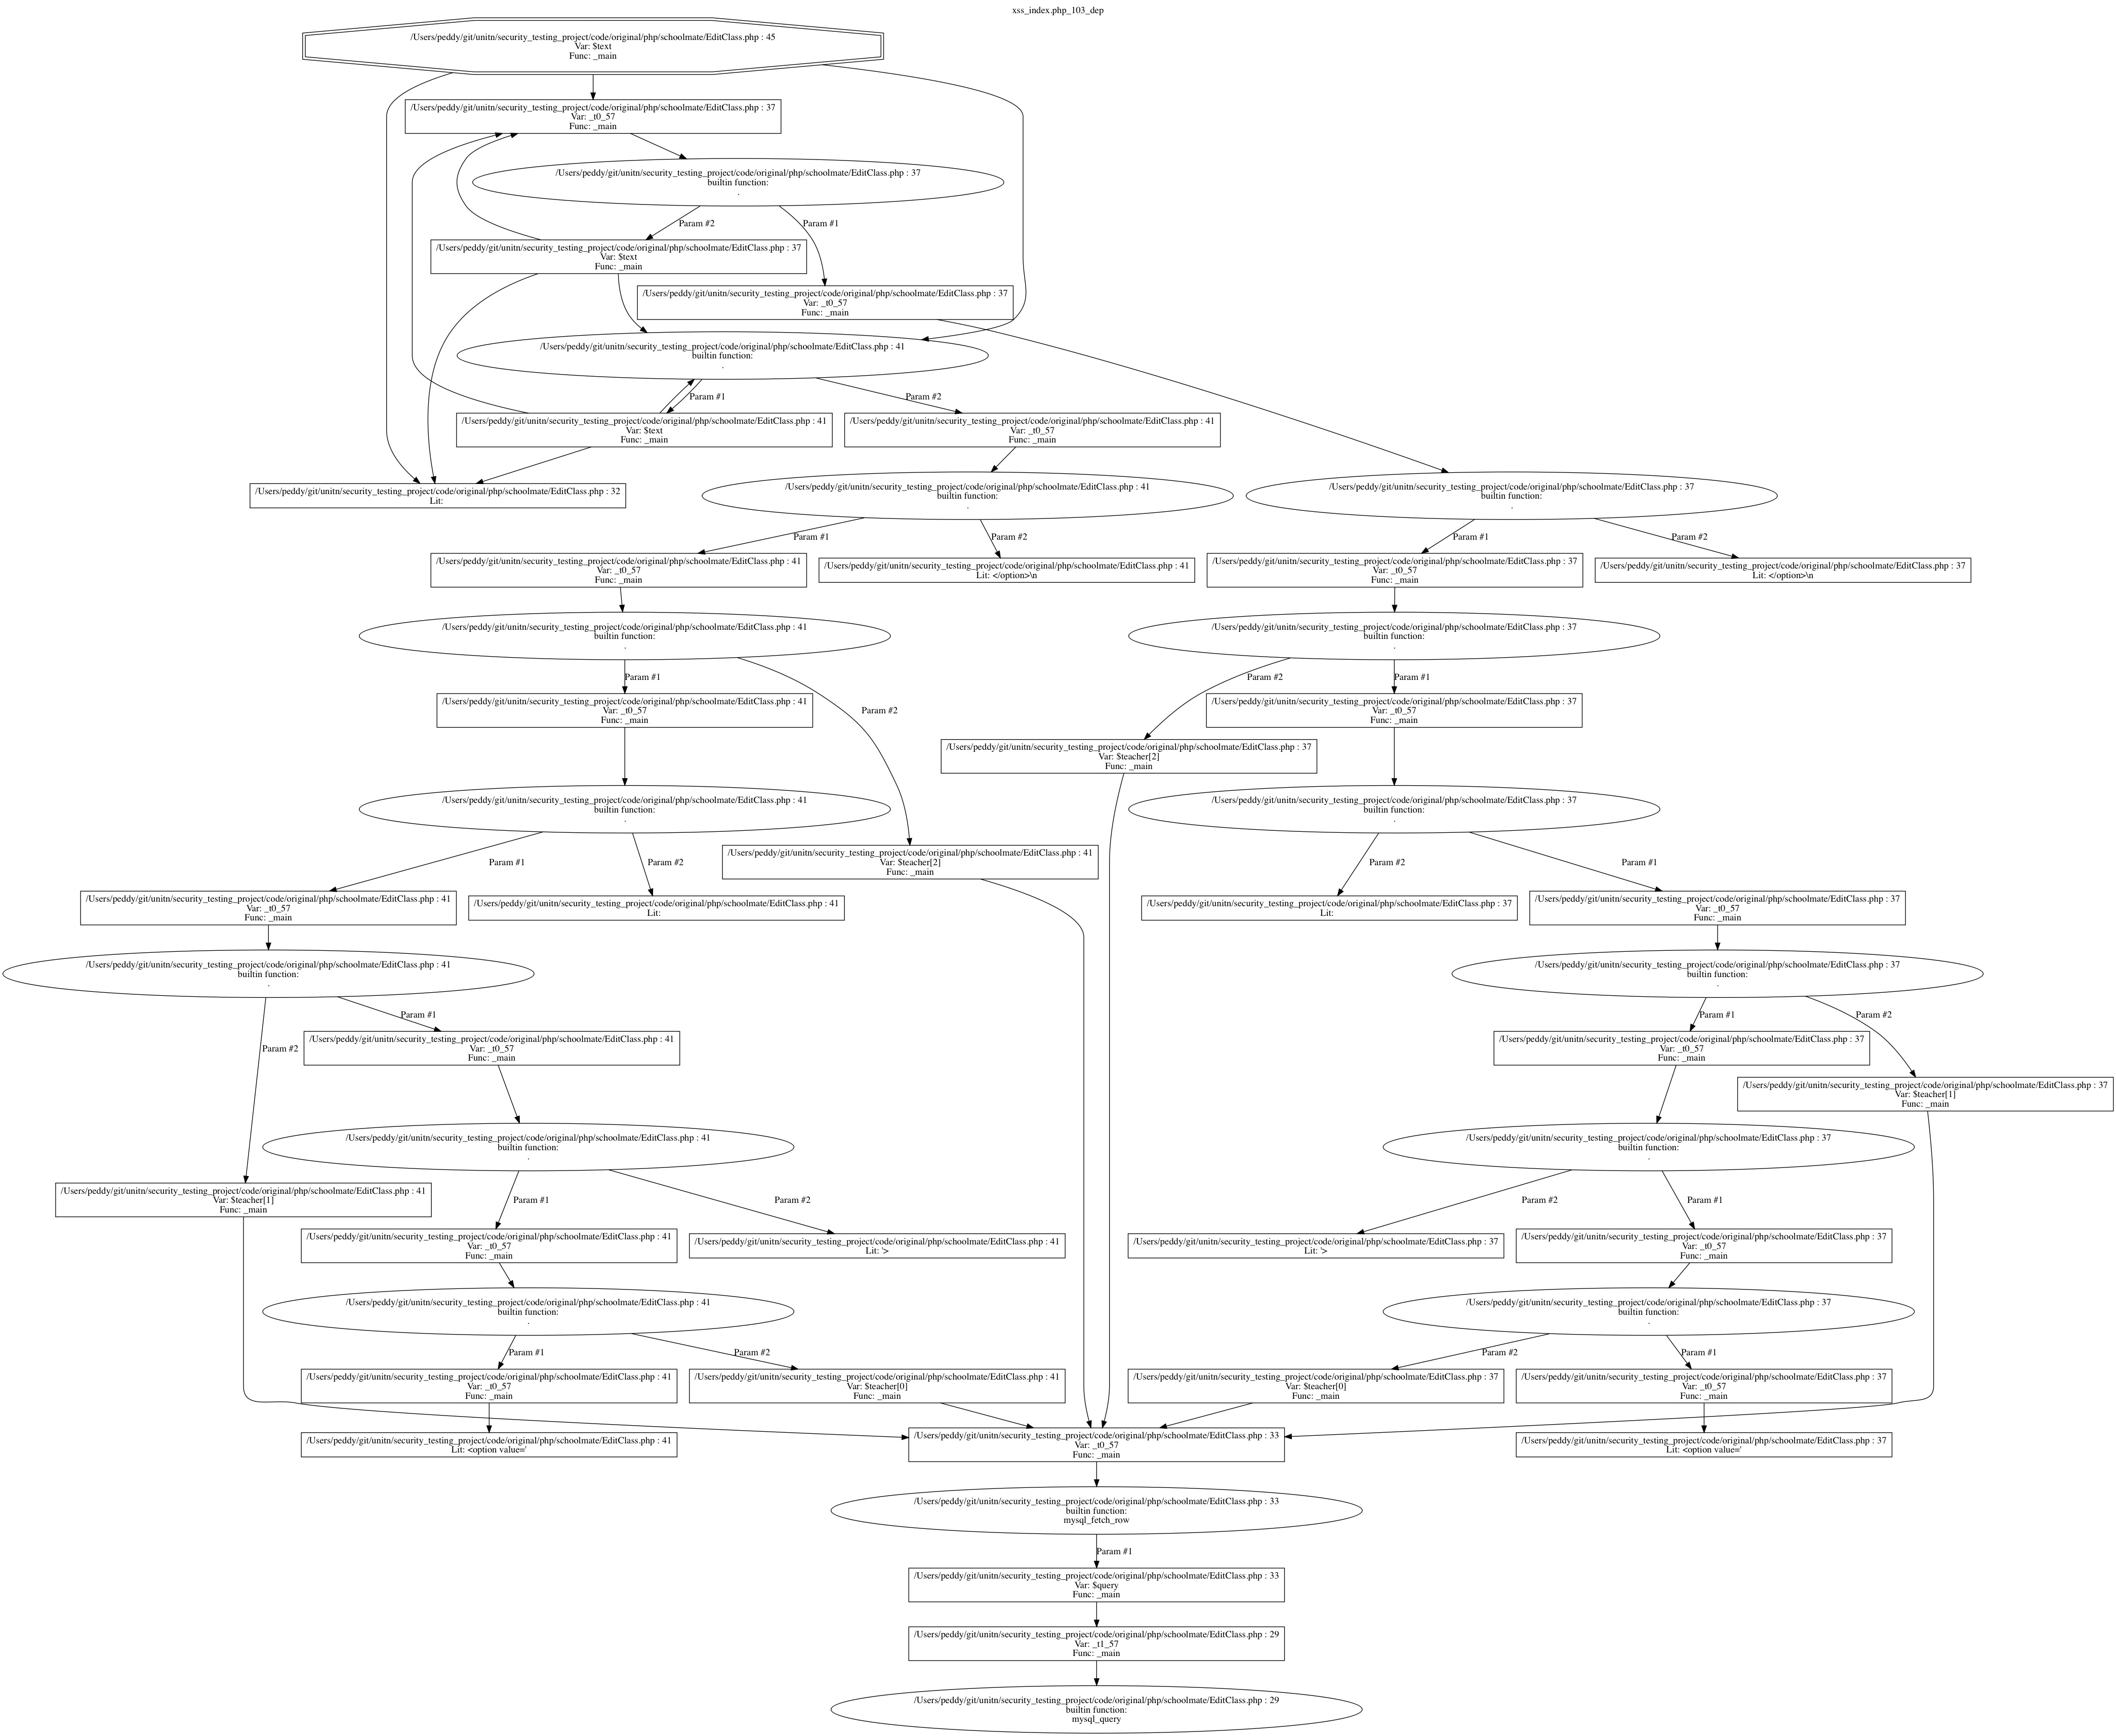 xss_index.php_103_dep
/Users/peddy/git/unitn/security_testing_project/code/original/php/schoolmate/EditClass.php : 45
Var: $text
Func: _main
/Users/peddy/git/unitn/security_testing_project/code/original/php/schoolmate/EditClass.php : 37
Var: _t0_57
Func: _main
/Users/peddy/git/unitn/security_testing_project/code/original/php/schoolmate/EditClass.php : 37
builtin function:
.
Param #2
Param #1
/Users/peddy/git/unitn/security_testing_project/code/original/php/schoolmate/EditClass.php : 37
Var: $text
Func: _main
/Users/peddy/git/unitn/security_testing_project/code/original/php/schoolmate/EditClass.php : 37
Var: _t0_57
Func: _main
/Users/peddy/git/unitn/security_testing_project/code/original/php/schoolmate/EditClass.php : 41
builtin function:
.
Param #1
Param #2
/Users/peddy/git/unitn/security_testing_project/code/original/php/schoolmate/EditClass.php : 41
Var: $text
Func: _main
/Users/peddy/git/unitn/security_testing_project/code/original/php/schoolmate/EditClass.php : 41
Var: _t0_57
Func: _main
/Users/peddy/git/unitn/security_testing_project/code/original/php/schoolmate/EditClass.php : 32
Lit:
/Users/peddy/git/unitn/security_testing_project/code/original/php/schoolmate/EditClass.php : 41
builtin function:
.
/Users/peddy/git/unitn/security_testing_project/code/original/php/schoolmate/EditClass.php : 37
builtin function:
.
Param #1
Param #2
Param #1
Param #2
/Users/peddy/git/unitn/security_testing_project/code/original/php/schoolmate/EditClass.php : 41
Var: _t0_57
Func: _main
/Users/peddy/git/unitn/security_testing_project/code/original/php/schoolmate/EditClass.php : 41
Lit: </option>\n
/Users/peddy/git/unitn/security_testing_project/code/original/php/schoolmate/EditClass.php : 37
Var: _t0_57
Func: _main
/Users/peddy/git/unitn/security_testing_project/code/original/php/schoolmate/EditClass.php : 37
Lit: </option>\n
/Users/peddy/git/unitn/security_testing_project/code/original/php/schoolmate/EditClass.php : 41
builtin function:
.
/Users/peddy/git/unitn/security_testing_project/code/original/php/schoolmate/EditClass.php : 37
builtin function:
.
Param #1
Param #2
Param #2
Param #1
/Users/peddy/git/unitn/security_testing_project/code/original/php/schoolmate/EditClass.php : 41
Var: _t0_57
Func: _main
/Users/peddy/git/unitn/security_testing_project/code/original/php/schoolmate/EditClass.php : 37
Var: _t0_57
Func: _main
/Users/peddy/git/unitn/security_testing_project/code/original/php/schoolmate/EditClass.php : 37
Var: $teacher[2]
Func: _main
/Users/peddy/git/unitn/security_testing_project/code/original/php/schoolmate/EditClass.php : 41
builtin function:
.
/Users/peddy/git/unitn/security_testing_project/code/original/php/schoolmate/EditClass.php : 37
builtin function:
.
Param #1
Param #2
/Users/peddy/git/unitn/security_testing_project/code/original/php/schoolmate/EditClass.php : 41
Var: $teacher[2]
Func: _main
Param #2
Param #1
/Users/peddy/git/unitn/security_testing_project/code/original/php/schoolmate/EditClass.php : 41
Var: _t0_57
Func: _main
/Users/peddy/git/unitn/security_testing_project/code/original/php/schoolmate/EditClass.php : 41
Lit:
/Users/peddy/git/unitn/security_testing_project/code/original/php/schoolmate/EditClass.php : 37
Lit:
/Users/peddy/git/unitn/security_testing_project/code/original/php/schoolmate/EditClass.php : 37
Var: _t0_57
Func: _main
/Users/peddy/git/unitn/security_testing_project/code/original/php/schoolmate/EditClass.php : 41
builtin function:
.
/Users/peddy/git/unitn/security_testing_project/code/original/php/schoolmate/EditClass.php : 37
builtin function:
.
Param #1
Param #1
Param #2
Param #2
/Users/peddy/git/unitn/security_testing_project/code/original/php/schoolmate/EditClass.php : 41
Var: _t0_57
Func: _main
/Users/peddy/git/unitn/security_testing_project/code/original/php/schoolmate/EditClass.php : 37
Var: _t0_57
Func: _main
/Users/peddy/git/unitn/security_testing_project/code/original/php/schoolmate/EditClass.php : 37
Var: $teacher[1]
Func: _main
/Users/peddy/git/unitn/security_testing_project/code/original/php/schoolmate/EditClass.php : 41
builtin function:
.
/Users/peddy/git/unitn/security_testing_project/code/original/php/schoolmate/EditClass.php : 37
builtin function:
.
/Users/peddy/git/unitn/security_testing_project/code/original/php/schoolmate/EditClass.php : 41
Var: $teacher[1]
Func: _main
Param #1
Param #2
Param #2
Param #1
/Users/peddy/git/unitn/security_testing_project/code/original/php/schoolmate/EditClass.php : 41
Var: _t0_57
Func: _main
/Users/peddy/git/unitn/security_testing_project/code/original/php/schoolmate/EditClass.php : 41
Lit: '>
/Users/peddy/git/unitn/security_testing_project/code/original/php/schoolmate/EditClass.php : 37
Lit: '>
/Users/peddy/git/unitn/security_testing_project/code/original/php/schoolmate/EditClass.php : 37
Var: _t0_57
Func: _main
/Users/peddy/git/unitn/security_testing_project/code/original/php/schoolmate/EditClass.php : 41
builtin function:
.
/Users/peddy/git/unitn/security_testing_project/code/original/php/schoolmate/EditClass.php : 37
builtin function:
.
Param #1
Param #2
Param #2
Param #1
/Users/peddy/git/unitn/security_testing_project/code/original/php/schoolmate/EditClass.php : 41
Var: _t0_57
Func: _main
/Users/peddy/git/unitn/security_testing_project/code/original/php/schoolmate/EditClass.php : 41
Var: $teacher[0]
Func: _main
/Users/peddy/git/unitn/security_testing_project/code/original/php/schoolmate/EditClass.php : 37
Var: $teacher[0]
Func: _main
/Users/peddy/git/unitn/security_testing_project/code/original/php/schoolmate/EditClass.php : 37
Var: _t0_57
Func: _main
/Users/peddy/git/unitn/security_testing_project/code/original/php/schoolmate/EditClass.php : 41
Lit: <option value='
/Users/peddy/git/unitn/security_testing_project/code/original/php/schoolmate/EditClass.php : 33
Var: _t0_57
Func: _main
/Users/peddy/git/unitn/security_testing_project/code/original/php/schoolmate/EditClass.php : 37
Lit: <option value='
/Users/peddy/git/unitn/security_testing_project/code/original/php/schoolmate/EditClass.php : 33
builtin function:
mysql_fetch_row
Param #1
/Users/peddy/git/unitn/security_testing_project/code/original/php/schoolmate/EditClass.php : 33
Var: $query
Func: _main
/Users/peddy/git/unitn/security_testing_project/code/original/php/schoolmate/EditClass.php : 29
Var: _t1_57
Func: _main
/Users/peddy/git/unitn/security_testing_project/code/original/php/schoolmate/EditClass.php : 29
builtin function:
mysql_query